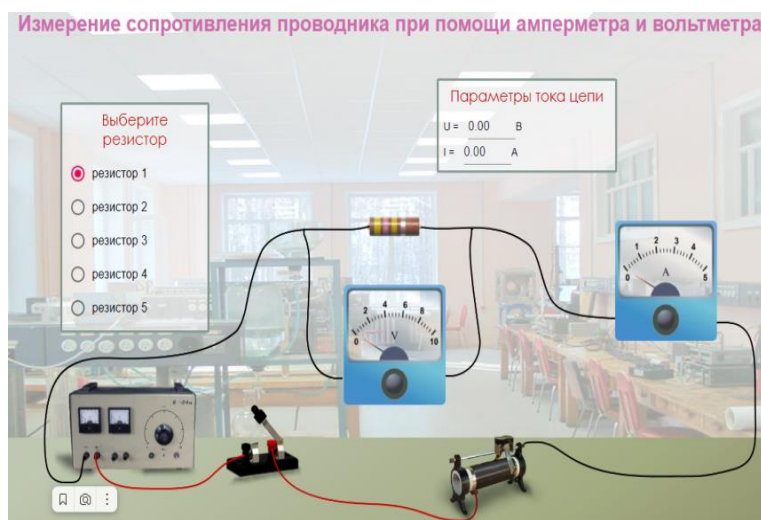 Измерение сопротивления проводника при помощи амперметра и вольтметра
Выберите
резистор
резистор 1
резистор 2
резистор 3
резистор 4
резистор 5
Параметры тока цепи
U = 0.00 В
I = 0.00 А
0 2 4 6 8 10
V
0 1 2 3 4 5
A